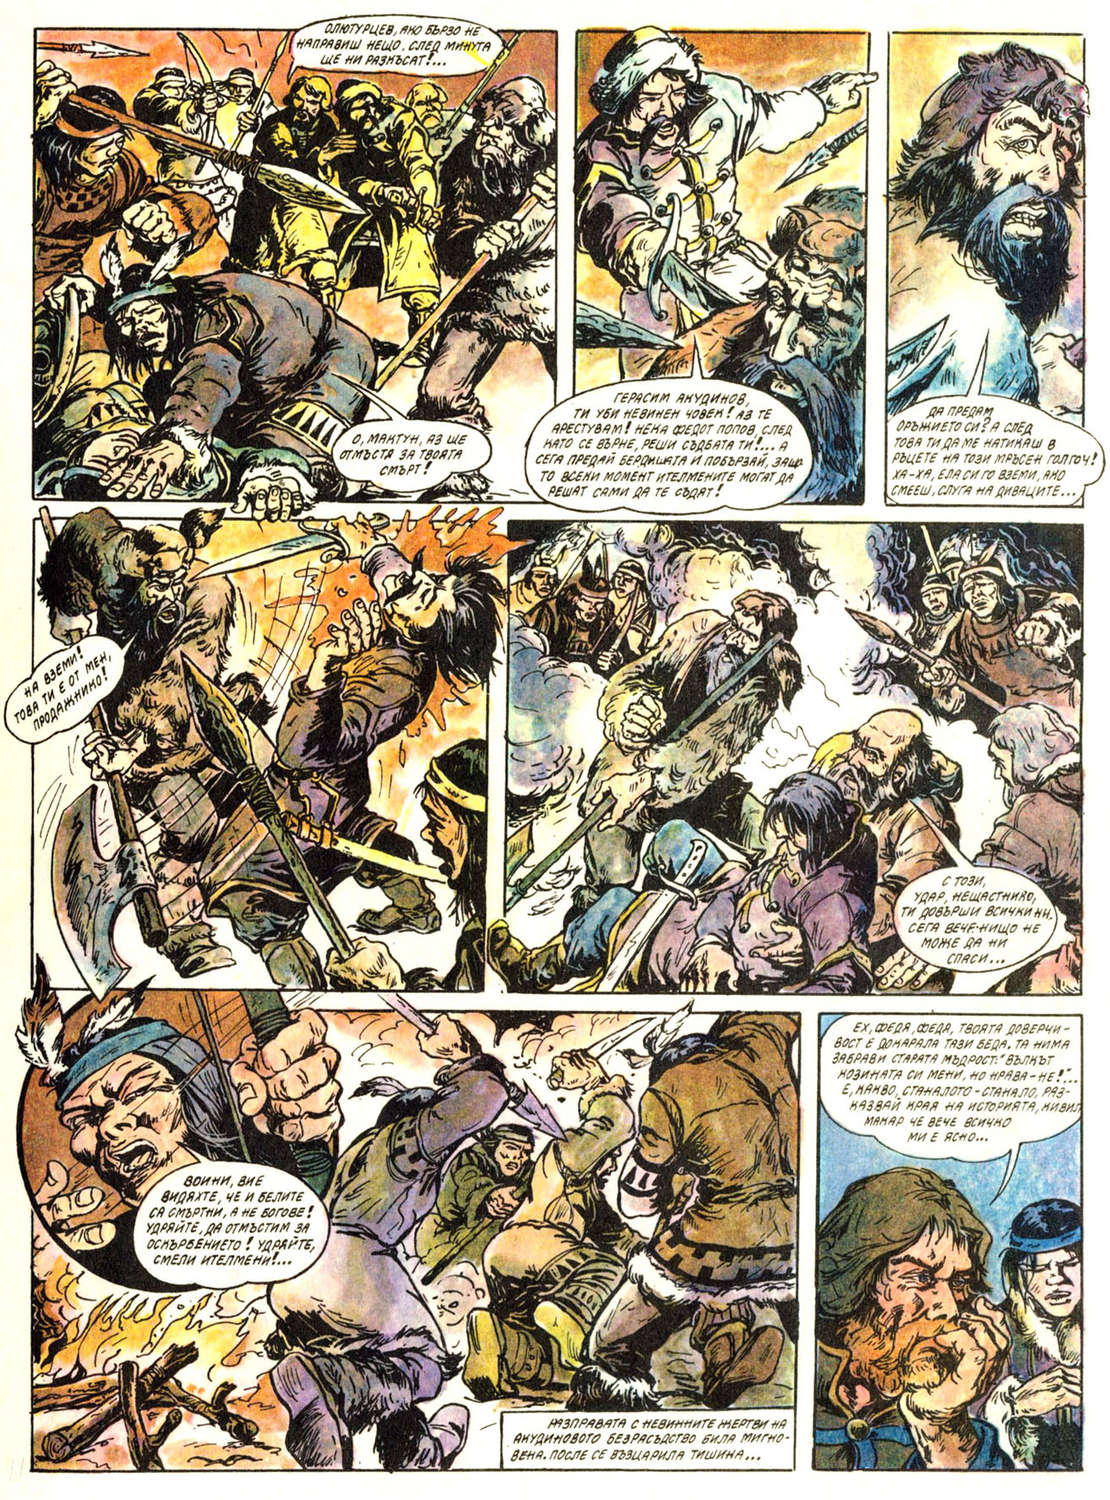 ОЛЮТУРЦЕВ, АКО БЪРЗО НЕ
НАПРАВИШ НЕЩО, СЛЕД МИНУТА
ЩЕ НИ РАЗКЪСАТ!...
О, МАКТУН, АЗ ЩЕ
ОТМЪСТЯ ЗА ТВОЯТА
СМЪРТ!
ГЕРАСИМ АКУДИНОВ,
ТИ УБИ НЕВИНЕН ЧОВЕК! АЗ ТЕ
АРЕСТУВАМ! НЕКА ФЕДОТ ПОПОВ, СЛЕД
КАТО СЕ ВЪРНЕ, РЕШИ СЪДБАТА ТИ!... А
СЕГА ПРЕДАЙ БЕРДИШАТА И ПОБЪРЗАЙ, ЗАЩО-
ТО ВСЕКИ МОМЕНТ ИТЕЛМЕНИТЕ МОГАТ ДА
РЕШАТ САМИ ДА ТЕ СЪДЯТ!
ДА ПРЕДАМ
ОРЪЖИЕТО СИ? А СЛЕД
ТОВА ТИ ДА МЕ НАТИКАШ В
РЪЦЕТЕ НА ТОЗИ МРЪСЕН ГОЛТОЧ!
ХА-ХА, ЕЛА СИ ГО ВЗЕМИ, АКО
СМЕЕШ, СЛУГА НА ДИВАЦИТЕ...
НА ВЗЕМИ!
ТОВА ТИ Е ОТ МЕН,
ПРОДАЖНИКО!
С ТОЗИ,
УДАР, НЕЩАСТНИКО,
ТИ ДОВЪРШИ ВСИЧКИ НИ.
СЕГА ВЕЧЕ НИЩО НЕ
МОЖЕ ДА НИ
СПАСИ...
ВОИНИ, ВИЕ
ВИДЯХТЕ, ЧЕ И БЕЛИТЕ
СА СМЪРТНИ, А НЕ БОГОВЕ!
УДРЯЙТЕ, ДА ОТМЪСТИМ ЗА
ОСКЪРБЕНИЕТО! УДРЯЙТЕ,
СМЕЛИ ИТЕЛМЕНИ!...
РАЗПРАВАТА С НЕВИННИТЕ ЖЕРТВИ НА
АКУДИНОВОТО БЕЗРАСЪДСТВО БИЛА МИГНО-
ВЕНА. ПОСЛЕ СЕ ВЪЗЦАРИЛА ТИШИНА...
ЕХ, ФЕДЯ, ФЕДЯ, ТВОЯТА ДОВЕРЧИ-
ВОСТ Е ДОКАРАЛА ТАЗИ БЕДА. ТА НИМА
ЗАБРАВИ СТАРАТА МЪДРОСТ: "ВЪЛКЪТ
КОЗИНАТА СИ МЕНИ, НО НРАВА - НЕ!"...
Е, КАКВО, СТАНАЛОТО - СТАНАЛО, РАЗ-
КАЗВАЙ КРАЯ НА ИСТОРИЯТА, КИВИЛ
МАКАР ЧЕ ВЕЧЕ ВСИЧКО
МИ Е ЯСНО...